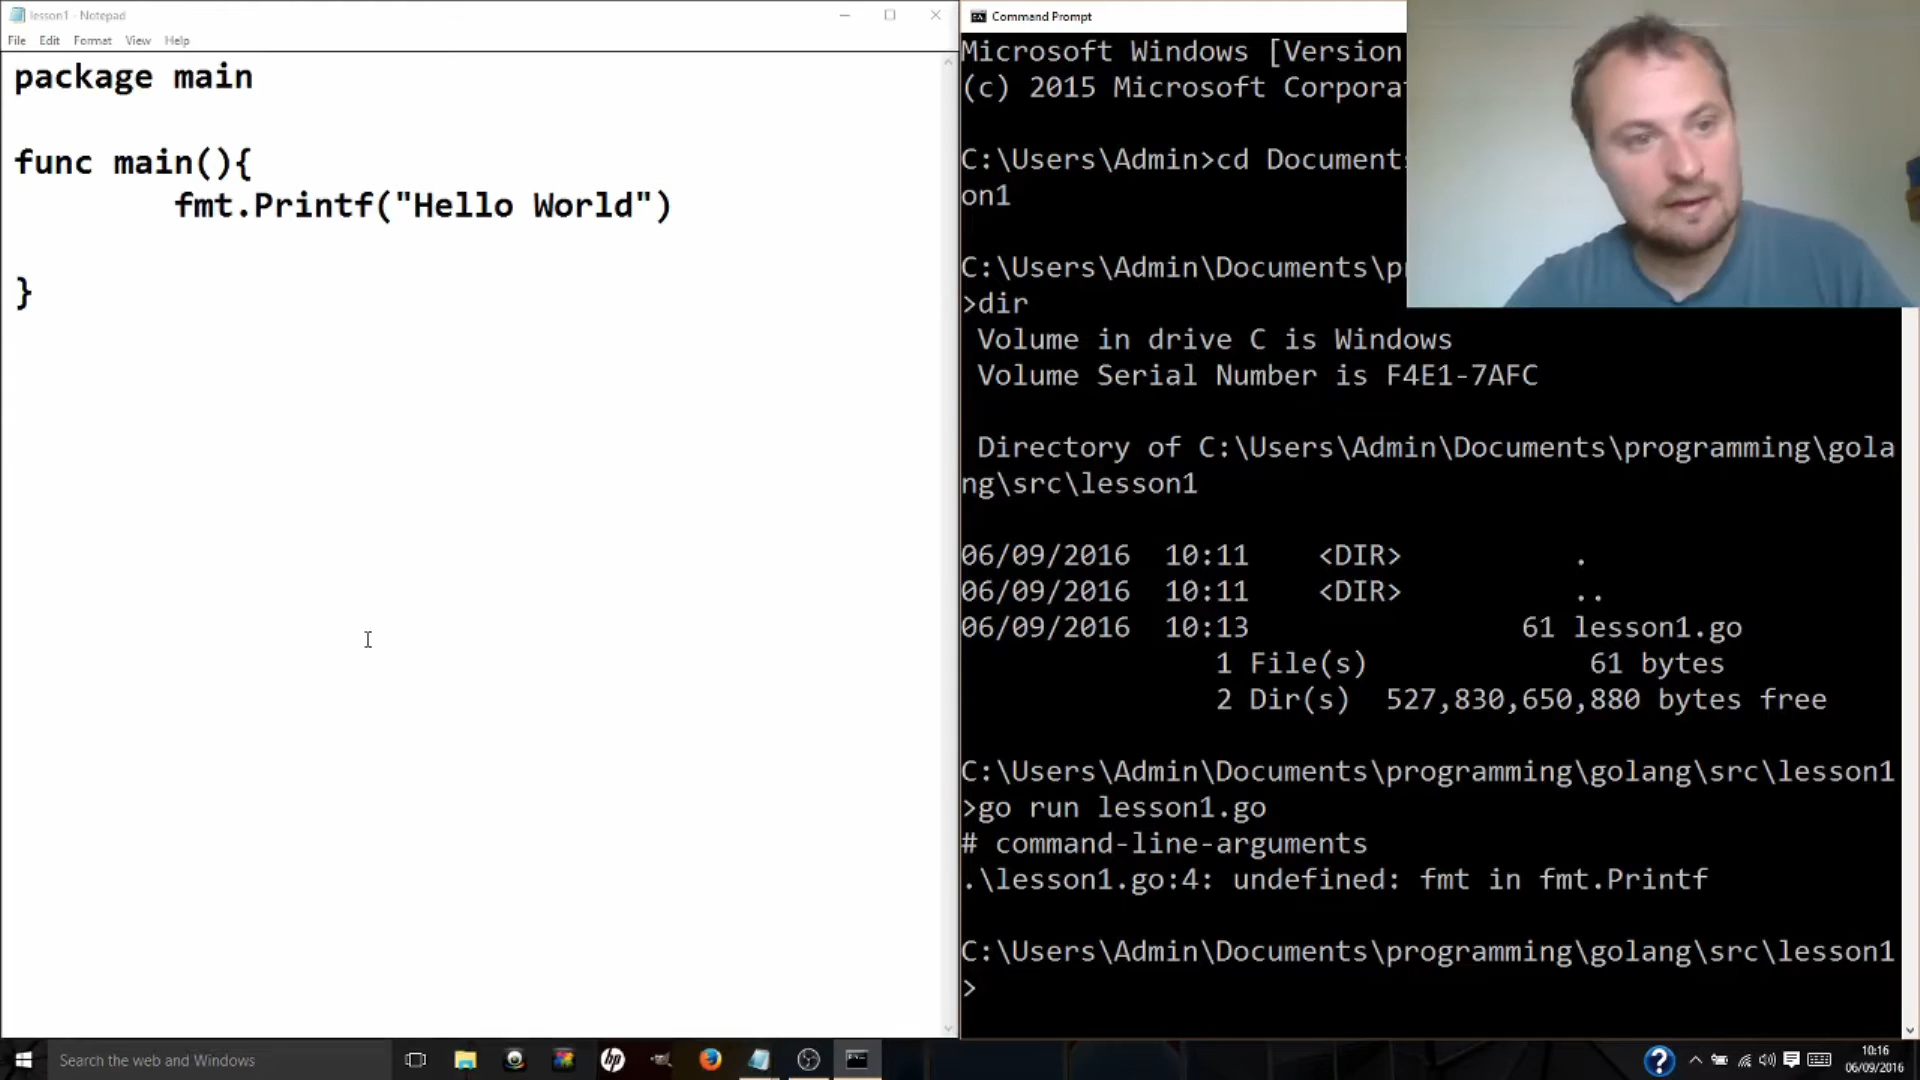 lesson1 - Notepad
File Edit Format View Help
package main
func main(){
fmt.Printf("Hello World")
}
Command Prompt
Microsoft Windows [Version
(c) 2015 Microsoft Corpora
C:\Users\Admin>cd Document
on1
C:\Users\Admin\Documents\p
>dir
Volume in drive C is Windows
Volume Serial Number is F4E1-7AFC
Directory of C:\Users\Admin\Documents\programming\gola
ng\src\lesson1
06/09/2016 10:11 <DIR> .
06/09/2016 10:11 <DIR> ..
06/09/2016 10:13 61 lesson1.go
1 File(s) 61 bytes
2 Dir(s) 527,830,650,880 bytes free
C:\Users\Admin\Documents\programming\golang\src\lesson1
>go run lesson1.go
# command-line-arguments
.\lesson1.go:4: undefined: fmt in fmt.Printf
C:\Users\Admin\Documents\programming\golang\src\lesson1
>
Search the web and Windows
hp
?
10:16
06/09/2016